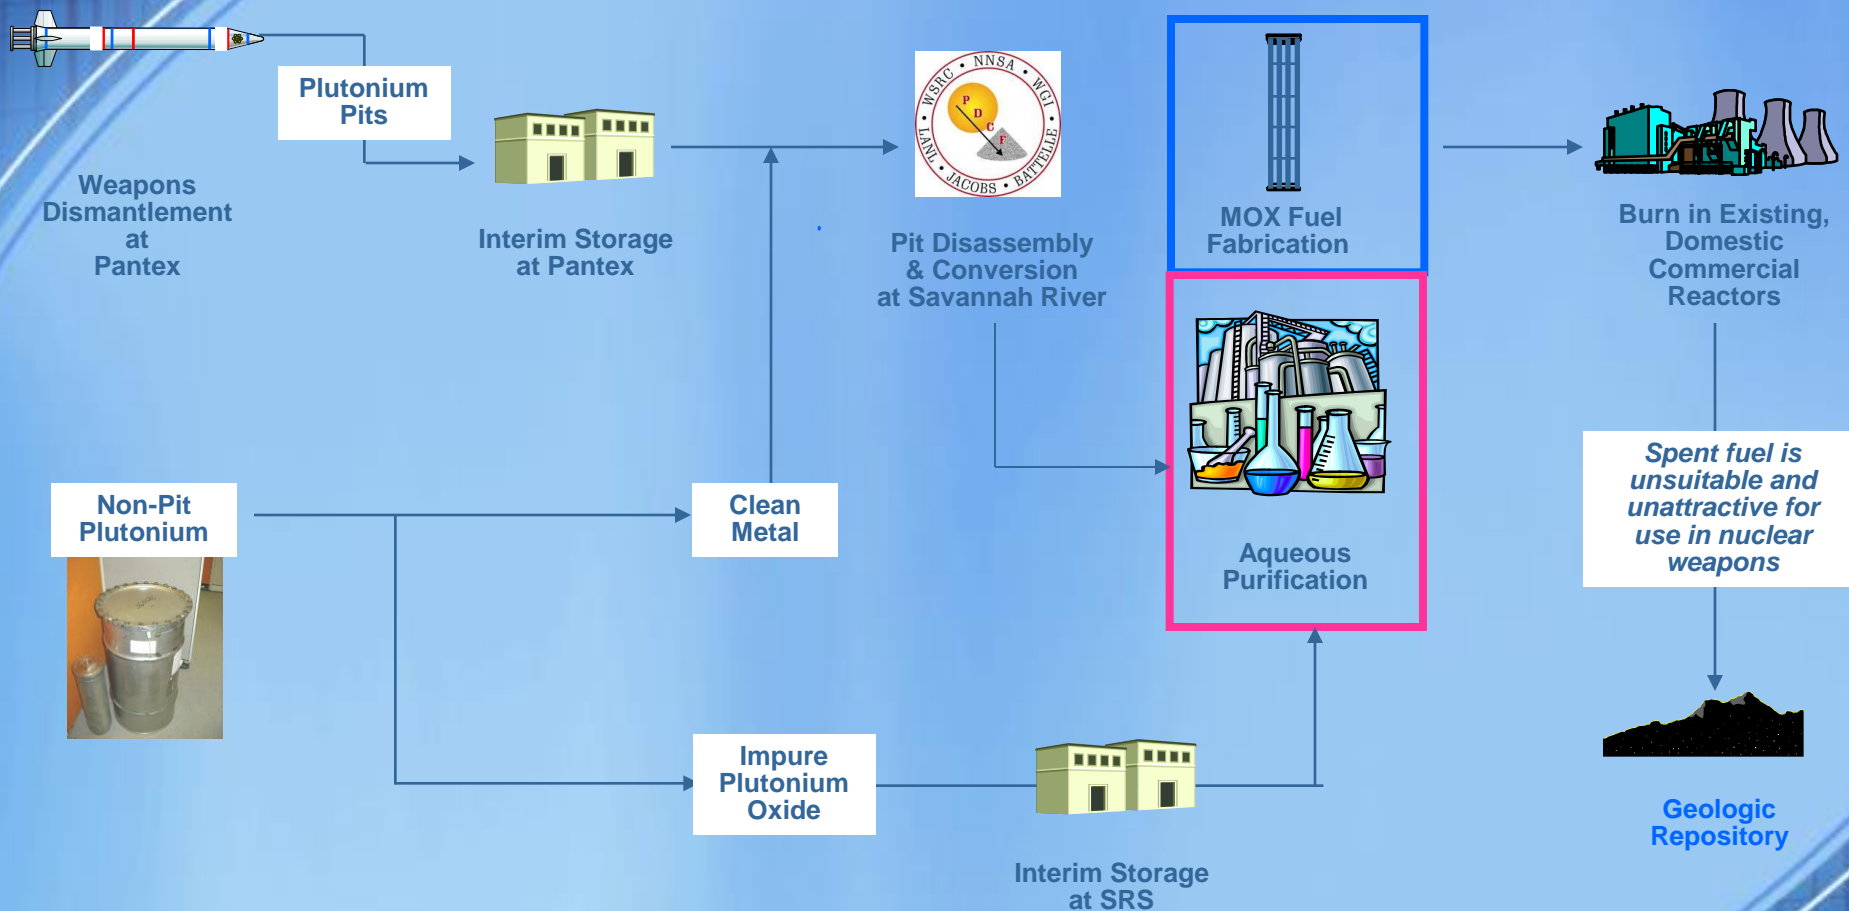 Plutonium
Pits
Weapons
Dismantlement
at
Pantex
Interim Storage
at Pantex
WSRC • NNSA • WGI • BATTELLE • JACOBS • LANL •
P
D
C
F
Pit Disassembly
& Conversion
at Savannah River
MOX Fuel
Fabrication
Burn in Existing,
Domestic
Commercial
Reactors
Non-Pit
Plutonium
Clean
Metal
Aqueous
Purification
Spent fuel is
unsuitable and
unattractive for
use in nuclear
weapons
Impure
Plutonium
Oxide
Interim Storage
at SRS
Geologic
Repository